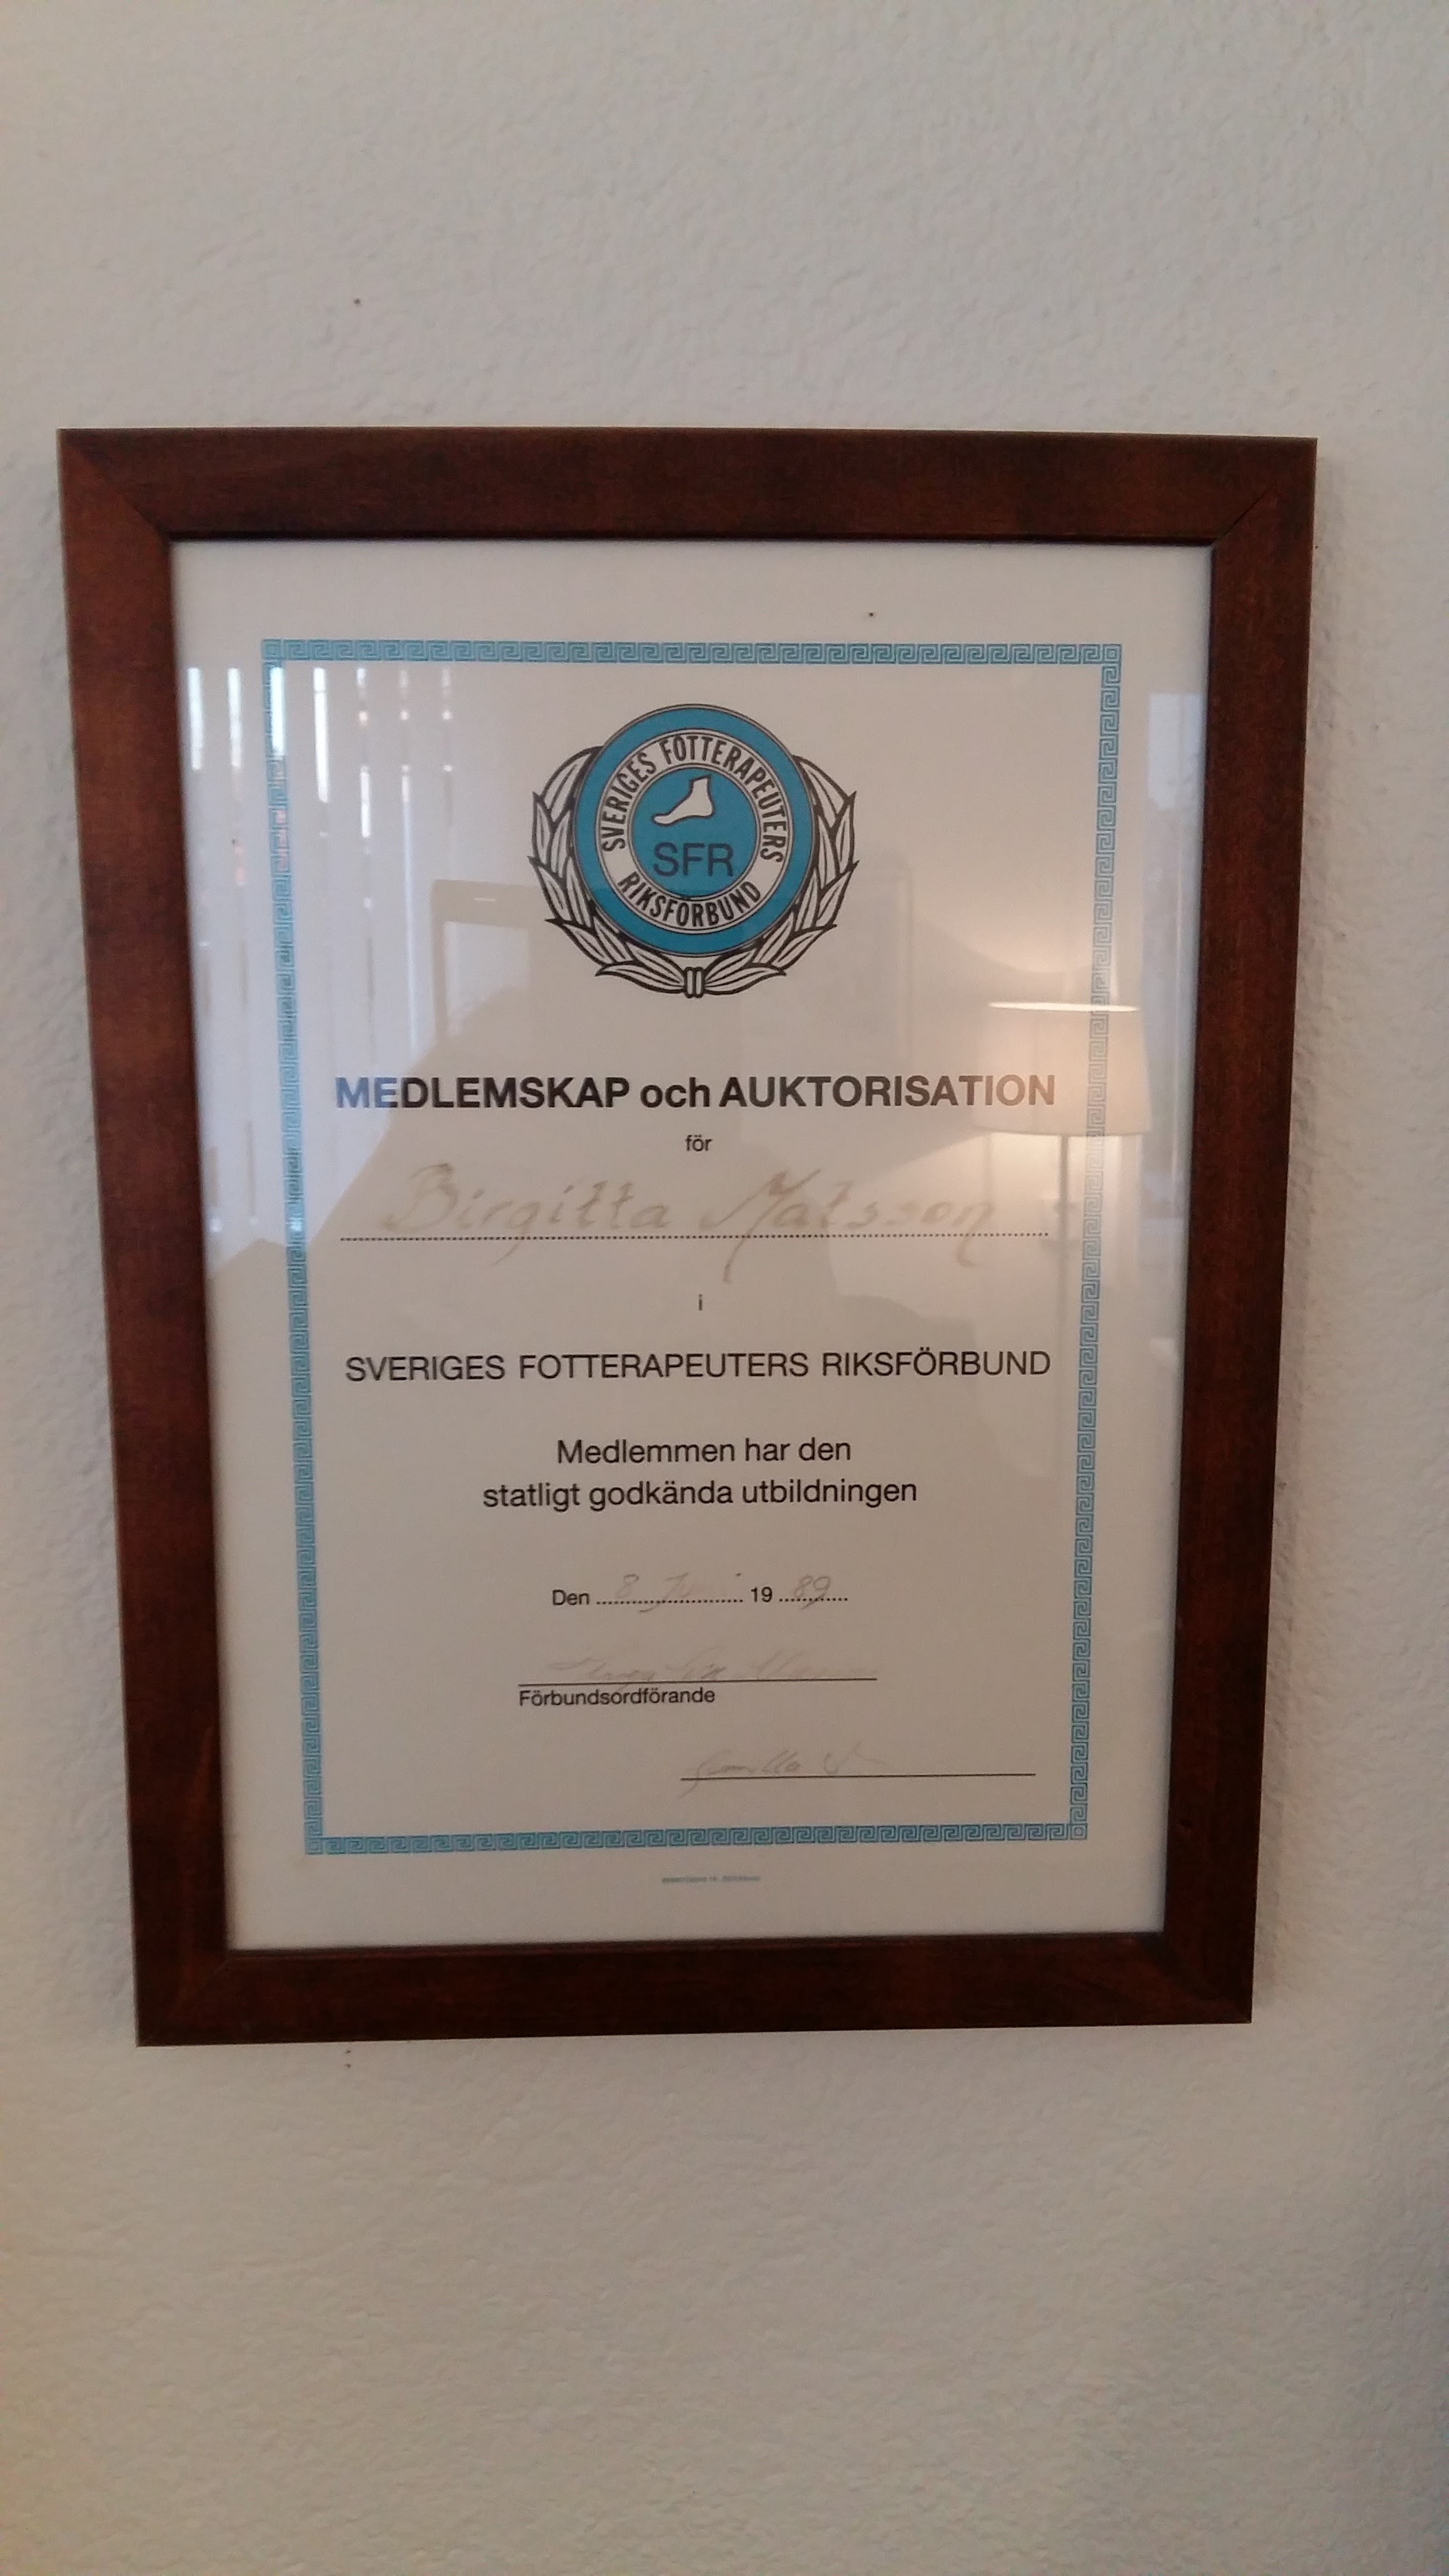 SVERIGES FOTTERAPEUTERS
SFR
RIKSFÖRBUND
MEDLEMSKAP och AUKTORISATION
för
Birgitta Matsson
i
SVERIGES FOTTERAPEUTERS RIKSFÖRBUND
Medlemmen har den
statligt godkända utbildningen
Den 8 19 89
Förbundsordförande